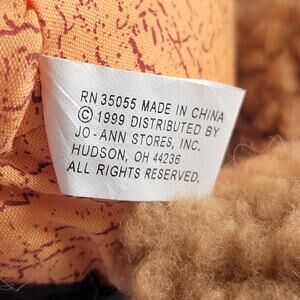 RN 35055 MADE IN CHINA
© 1999 DISTRIBUTED BY
JO-ANN STORES, INC.
HUDSON, OH 44236
ALL RIGHTS RESERVED.